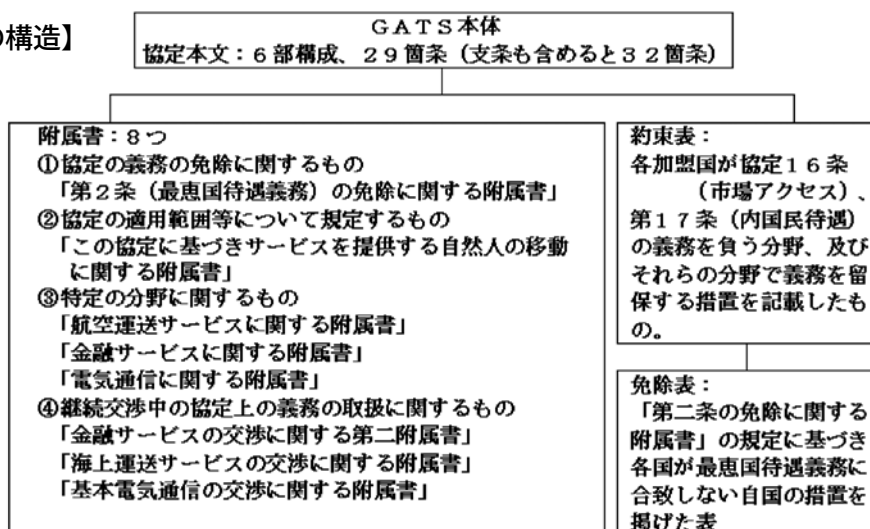 の構造】
GATS本体
協定本文:6部構成、29箇条(支条も含めると32箇条)
附属書:8つ
①協定の義務の免除に関するもの
「第2条(最恵国待遇義務)の免除に関する附属書」
②協定の適用範囲等について規定するもの
「この協定に基づきサービスを提供する自然人の移動
に関する附属書」
③特定の分野に関するもの
「航空運送サービスに関する附属書」
「金融サービスに関する附属書」
「電気通信に関する附属書」
④継続交渉中の協定上の義務の取扱に関するもの
「金融サービスの交渉に関する第二附属書」
「海上運送サービスの交渉に関する附属書」
「基本電気通信の交渉に関する附属書」
約束表:
各加盟国が協定16条
(市場アクセス)、
第17条(内国民待遇)
の義務を負う分野、及び
それらの分野で義務を留
保する措置を記載したも
の。
免除表:
「第二条の免除に関する
附属書」の規定に基づき
各国が最恵国待遇義務に
合致しない自国の措置を
掲げた表